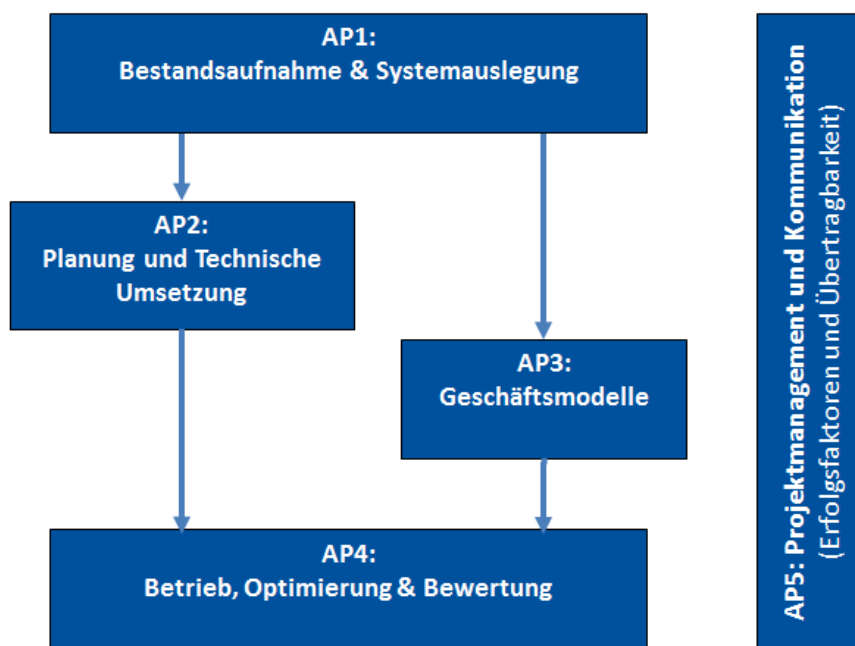 AP1:
Bestandsaufnahme & Systemauslegung
AP2:
Planung und Technische
Umsetzung
AP3:
Geschäftsmodelle
AP4:
Betrieb, Optimierung & Bewertung
AP5: Projektmanagement und Kommunikation
(Erfolgsfaktoren und Übertragbarkeit)